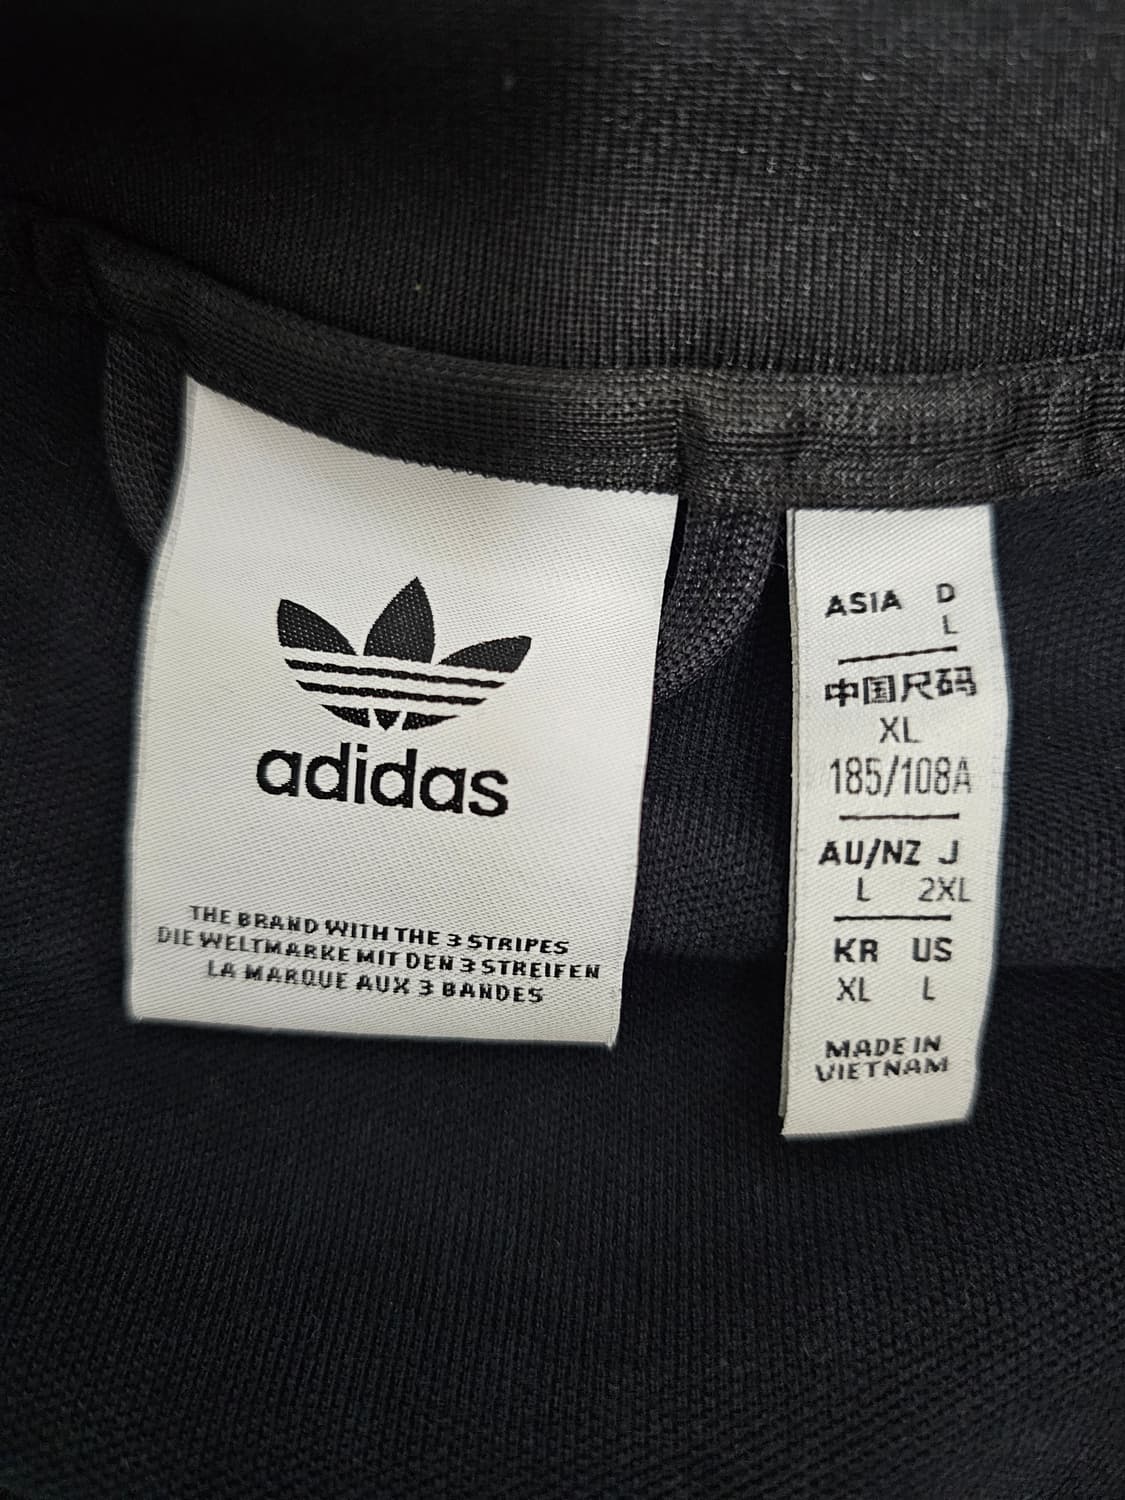 adidas
THE BRAND WITH THE 3 STRIPES
DIE WELTMARKE MIT DEN 3 STREIFEN
LA MARQUE AUX 3 BANDES
ASIA D
L
中国尺码
XL
185/108A
AU/NZ J
L 2XL
KR US
XL L
MADE IN
VIETNAM